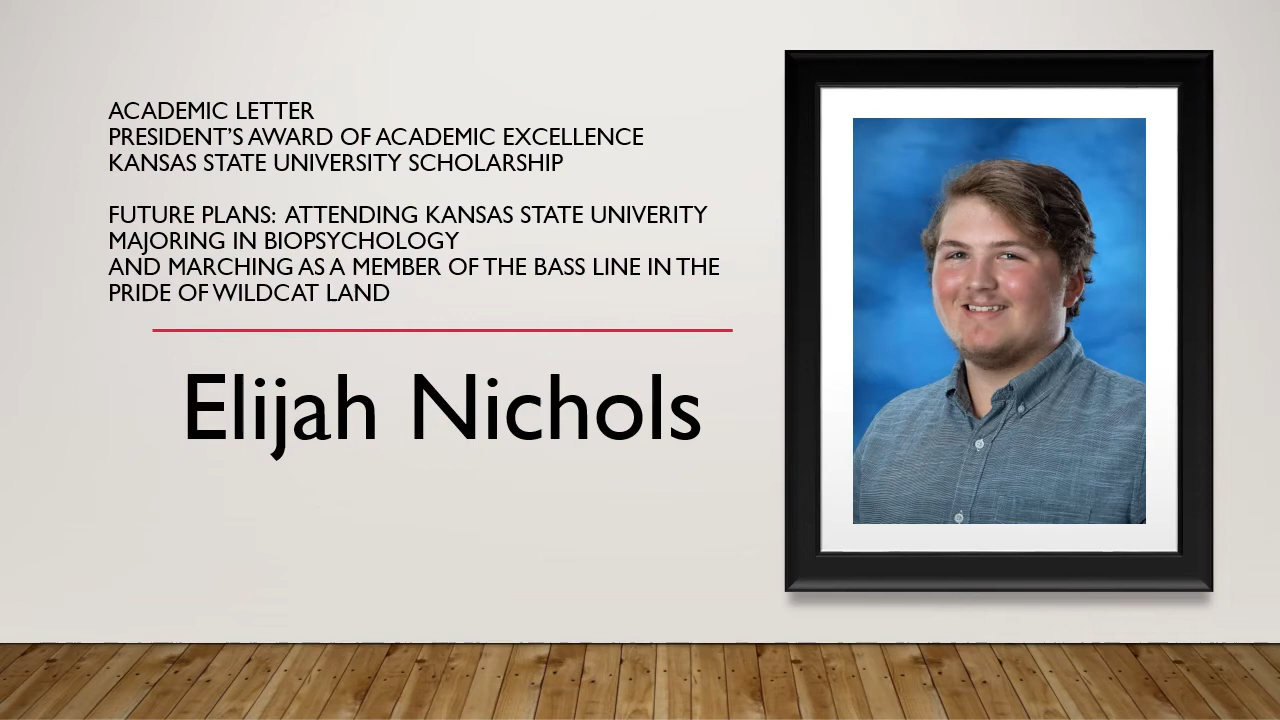 ACADEMIC LETTER
PRESIDENT’S AWARD OF ACADEMIC EXCELLENCE
KANSAS STATE UNIVERSITY SCHOLARSHIP
FUTURE PLANS: ATTENDING KANSAS STATE UNIVERITY
MAJORING IN BIOPSYCHOLOGY
AND MARCHING AS A MEMBER OF THE BASS LINE IN THE
PRIDE OF WILDCAT LAND
Elijah Nichols